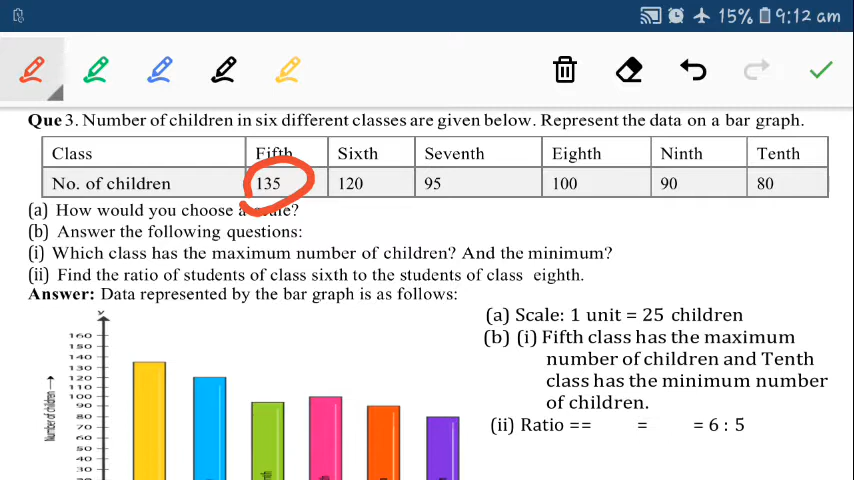 15% 9:12 am
Que 3. Number of children in six different classes are given below. Represent the data on a bar graph.
Class Fifth Sixth Seventh Eighth Ninth Tenth
No. of children 135 120 95 100 90 80
(a) How would you choose a scale?
(b) Answer the following questions:
(i) Which class has the maximum number of children? And the minimum?
(ii) Find the ratio of students of class sixth to the students of class eighth.
Answer: Data represented by the bar graph is as follows:
(a) Scale: 1 unit = 25 children
(b) (i) Fifth class has the maximum
number of children and Tenth
class has the minimum number
of children.
(ii) Ratio == = = 6 : 5
Y
160
150
140
130
120
110
100
90
80
70
60
50
40
30
Number of children